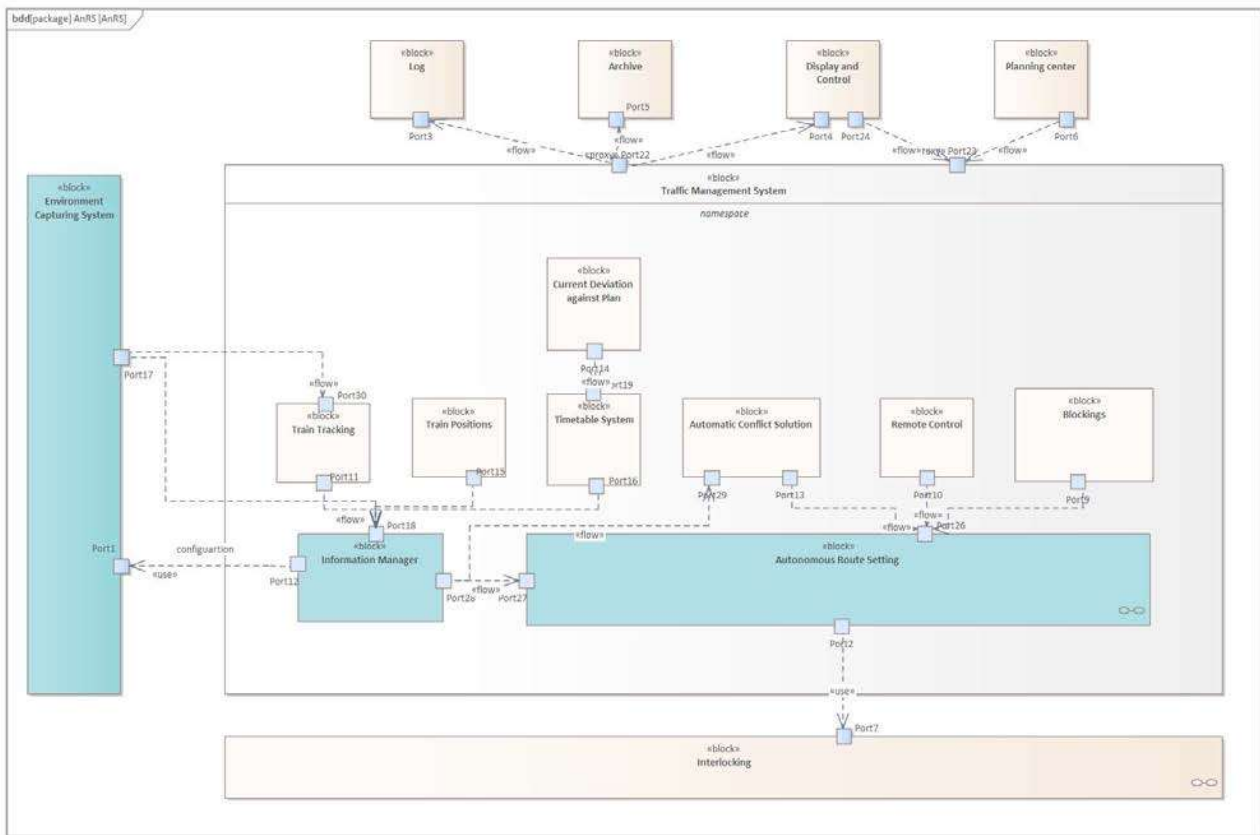 bdd[package] AnRS [AnRS]
«block»
Log
«block»
Archive
«block»
Display and
Control
«block»
Planning center
Port3
Port5
Port4
Port24
Port6
«flow»
«flow»
«flow»
«flow»
«flow»
«proxy» Port22
Port23
«block»
Traffic Management System
namespace
«block»
Environment
Capturing System
«block»
Current Deviation
against Plan
Port14
«flow»
Port17
«flow»
Port30
«block»
Train Tracking
«block»
Train Positions
«block»
Timetable System
«block»
Automatic Conflict Solution
«block»
Remote Control
«block»
Blockings
Port11
Port15
Port16
Port29
Port13
Port10
Port9
«flow»
Port18
«flow»
«flow»
«flow»
Port26
Port1
configuartion
«use»
Port12
«block»
Information Manager
Port28
«flow»
Port27
«block»
Autonomous Route Setting
Port2
«use»
Port7
«block»
Interlocking